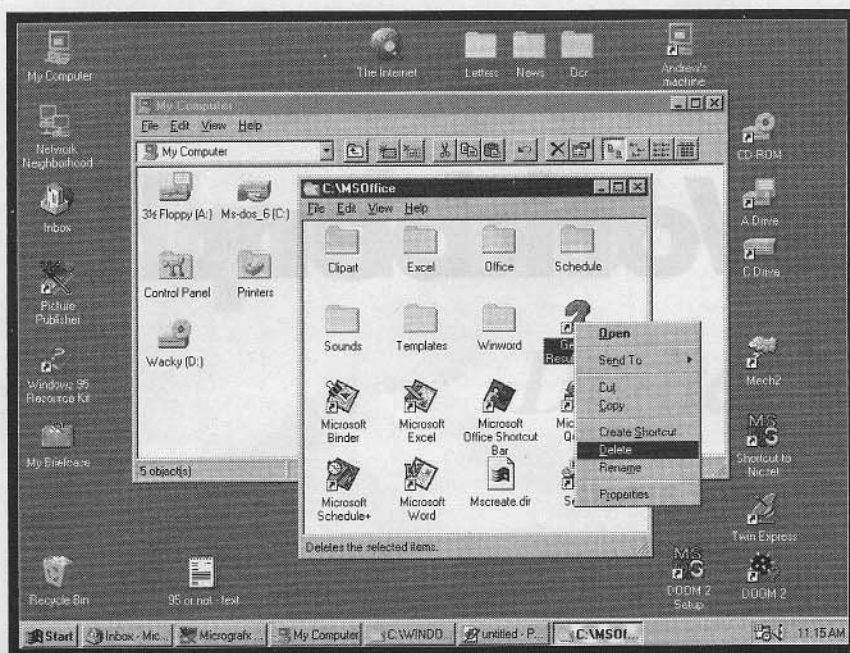 My Computer
The Internet
Letters
News
Ocr
Andrew's
machine
My Computer
File Edit View Help
My Computer
Network
Neighborhood
CD-ROM
3½ Floppy (A:)
Ms-dos_6 (C:)
C:\MSOffice
File Edit View Help
Inbox
A Drive
Clipart
Excel
Office
Schedule
Control Panel
Printers
C Drive
Picture
Publisher
Sounds
Templates
Winword
Open
Send To
Wacky (D:)
Cut
Copy
Windows 95
Resource Kit
Mech2
Microsoft
Binder
Microsoft
Excel
Microsoft
Office Shortcut
Bar
Create Shortcut
Delete
Rename
Properties
My Briefcase
5 object(s)
MS
Shortcut to
Microsoft
Schedule+
Microsoft
Word
Mscreate.dir
Deletes the selected items.
Twin Express
Recycle Bin
95 or not - text
MS
DOOM 2
Setup
DOOM 2
Start
Inbox - Mic...
Micrografx ...
My Computer
C:\WINDO...
untitled - P...
C:\MSOf...
11:15 AM